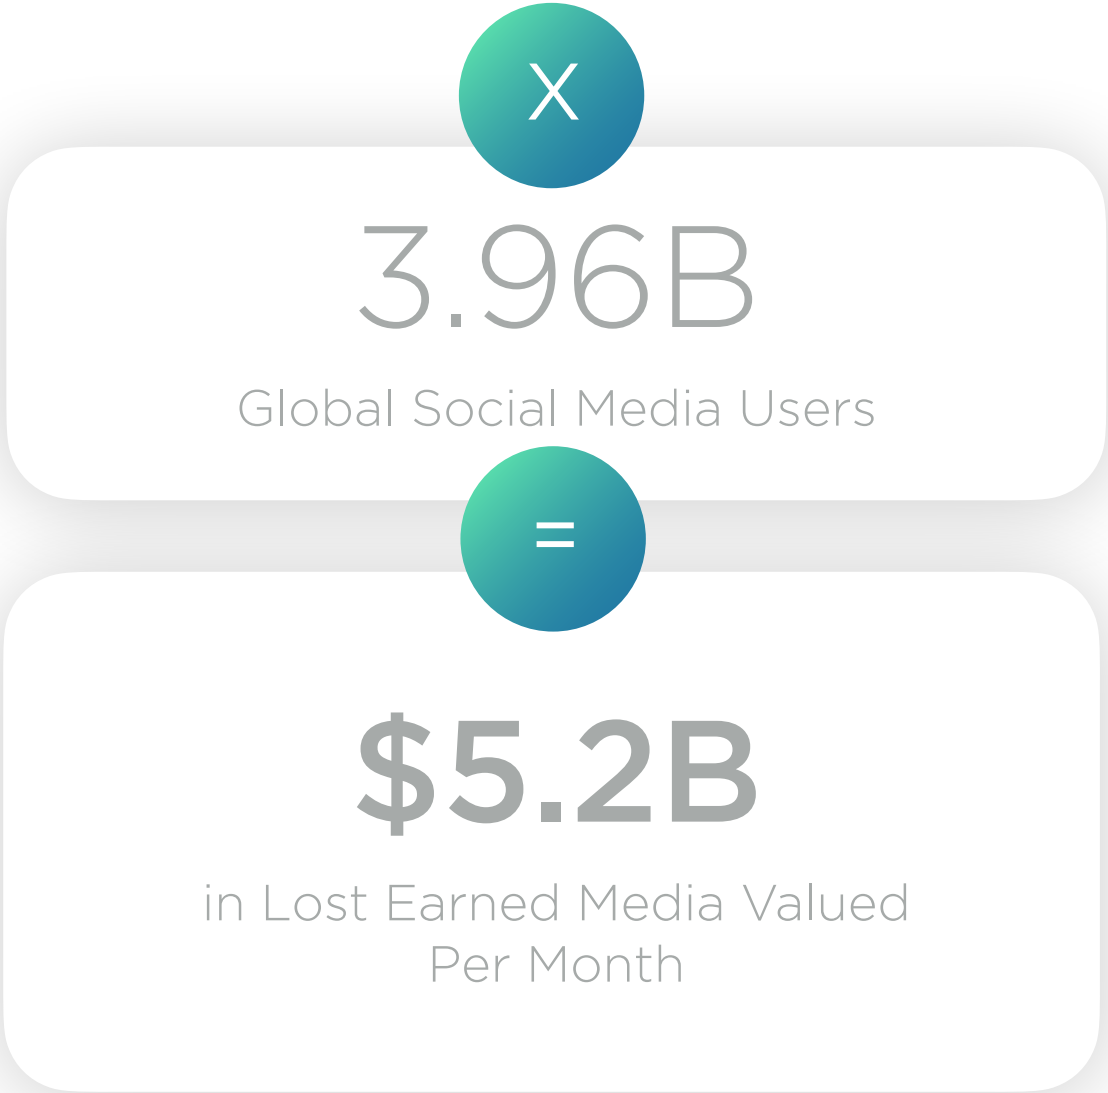 X
3.96B
Global Social Media Users
=
$5.2B
in Lost Earned Media Valued
Per Month